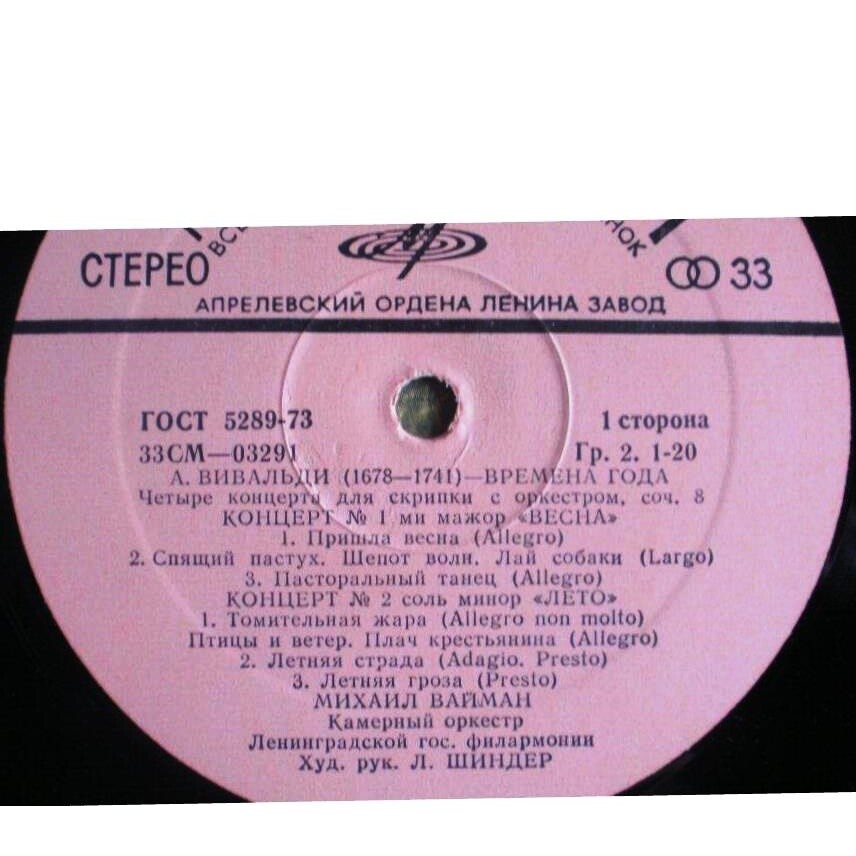 СТЕРЕО
33
АПРЕЛЕВСКИЙ ОРДЕНА ЛЕНИНА ЗАВОД
ГОСТ 5289-73 1 сторона
33СМ—03291 Гр. 2. 1-20
А. ВИВАЛЬДИ (1678—1741)—ВРЕМЕНА ГОДА
Четыре концерта для скрипки с оркестром, соч. 8
КОНЦЕРТ № 1 ми мажор «ВЕСНА»
1. Пришла весна (Allegro)
2. Спящий пастух. Шепот волн. Лай собаки (Largo)
3. Пасторальный танец (Allegro)
КОНЦЕРТ № 2 соль минор «ЛЕТО»
1. Томительная жара (Allegro non molto)
Птицы и ветер. Плач крестьянина (Allegro)
2. Летняя страда (Adagio. Presto)
3. Летняя гроза (Presto)
МИХАИЛ ВАЙМАН
Камерный оркестр
Ленинградской гос. филармонии
Худ. рук. Л. ШИНДЕР